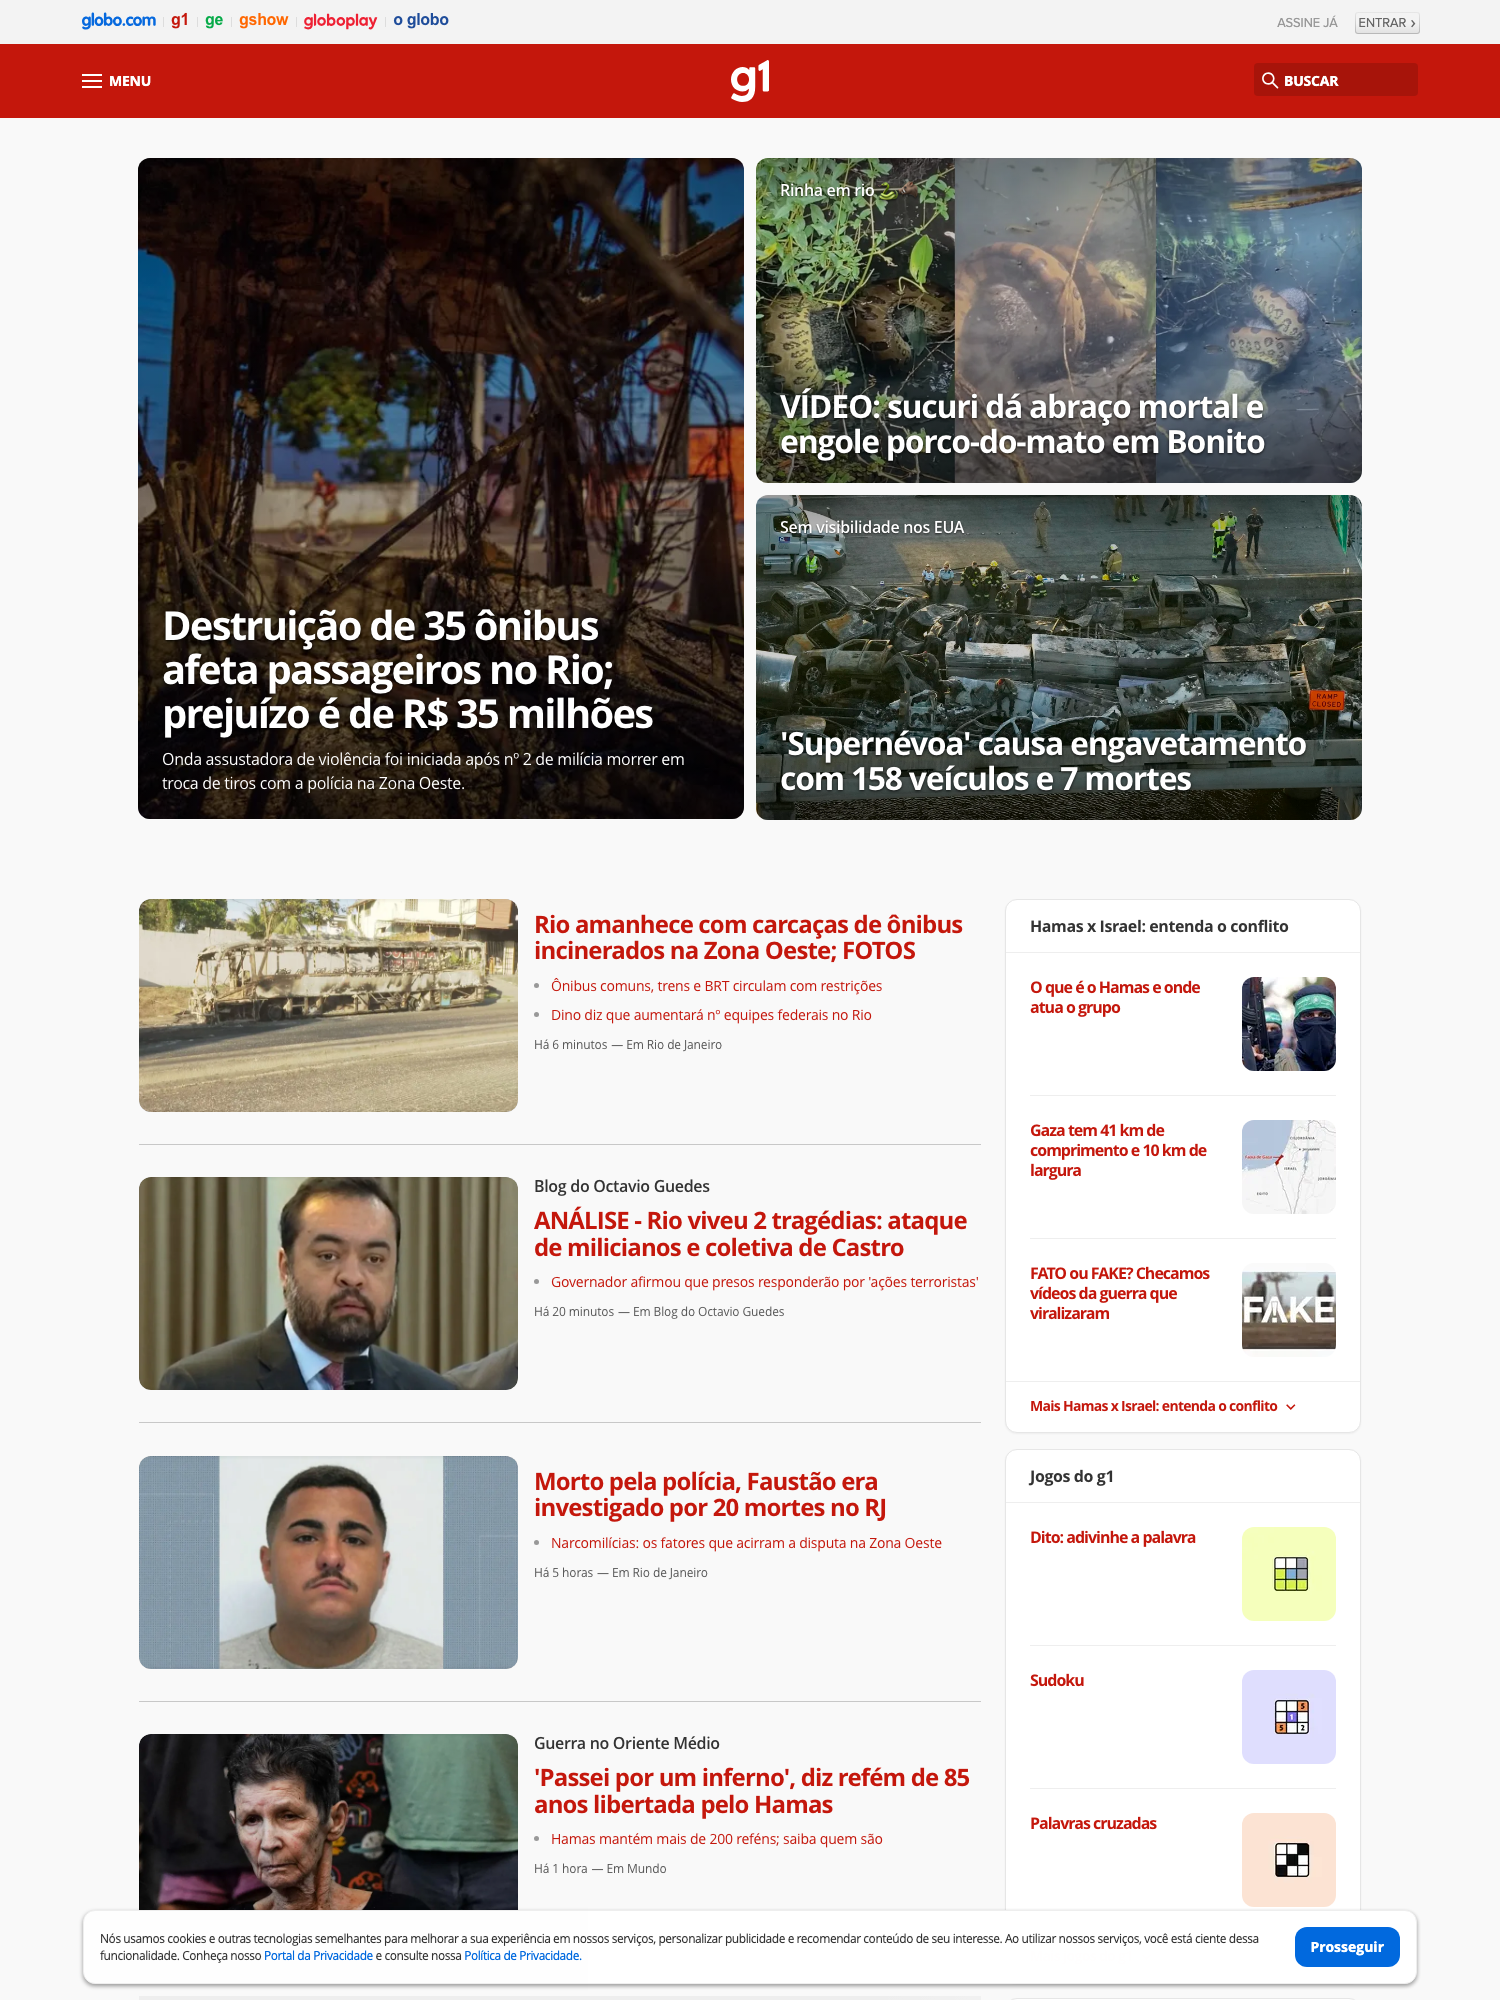 globo.com g1 ge gshow globoplay o globo
ASSINE JÁ ENTRAR ›
MENU
g1
BUSCAR
Destruição de 35 ônibus
afeta passageiros no Rio;
prejuízo é de R$ 35 milhões
Onda assustadora de violência foi iniciada após nº 2 de milícia morrer em
troca de tiros com a polícia na Zona Oeste.
Rinha em rio
VÍDEO: sucuri dá abraço mortal e
engole porco-do-mato em Bonito
Sem visibilidade nos EUA
RAMP
CLOSED
'Supernévoa' causa engavetamento
com 158 veículos e 7 mortes
Rio amanhece com carcaças de ônibus
incinerados na Zona Oeste; FOTOS
Ônibus comuns, trens e BRT circulam com restrições
Dino diz que aumentará nº equipes federais no Rio
Há 6 minutos — Em Rio de Janeiro
Blog do Octavio Guedes
ANÁLISE - Rio viveu 2 tragédias: ataque
de milicianos e coletiva de Castro
Governador afirmou que presos responderão por 'ações terroristas'
Há 20 minutos — Em Blog do Octavio Guedes
Morto pela polícia, Faustão era
investigado por 20 mortes no RJ
Narcomilícias: os fatores que acirram a disputa na Zona Oeste
Há 5 horas — Em Rio de Janeiro
Guerra no Oriente Médio
'Passei por um inferno', diz refém de 85
anos libertada pelo Hamas
Hamas mantém mais de 200 reféns; saiba quem são
Há 1 hora — Em Mundo
Hamas x Israel: entenda o conflito
O que é o Hamas e onde
atua o grupo
Gaza tem 41 km de
comprimento e 10 km de
largura
ISRAEL
EGITO
FATO ou FAKE? Checamos
vídeos da guerra que
viralizaram
FAKE
Mais Hamas x Israel: entenda o conflito
Jogos do g1
Dito: adivinhe a palavra
Sudoku
5
1
5 2
Palavras cruzadas
Nós usamos cookies e outras tecnologias semelhantes para melhorar a sua experiência em nossos serviços, personalizar publicidade e recomendar conteúdo de seu interesse. Ao utilizar nossos serviços, você está ciente dessa
funcionalidade. Conheça nosso Portal da Privacidade e consulte nossa Política de Privacidade.
Prosseguir